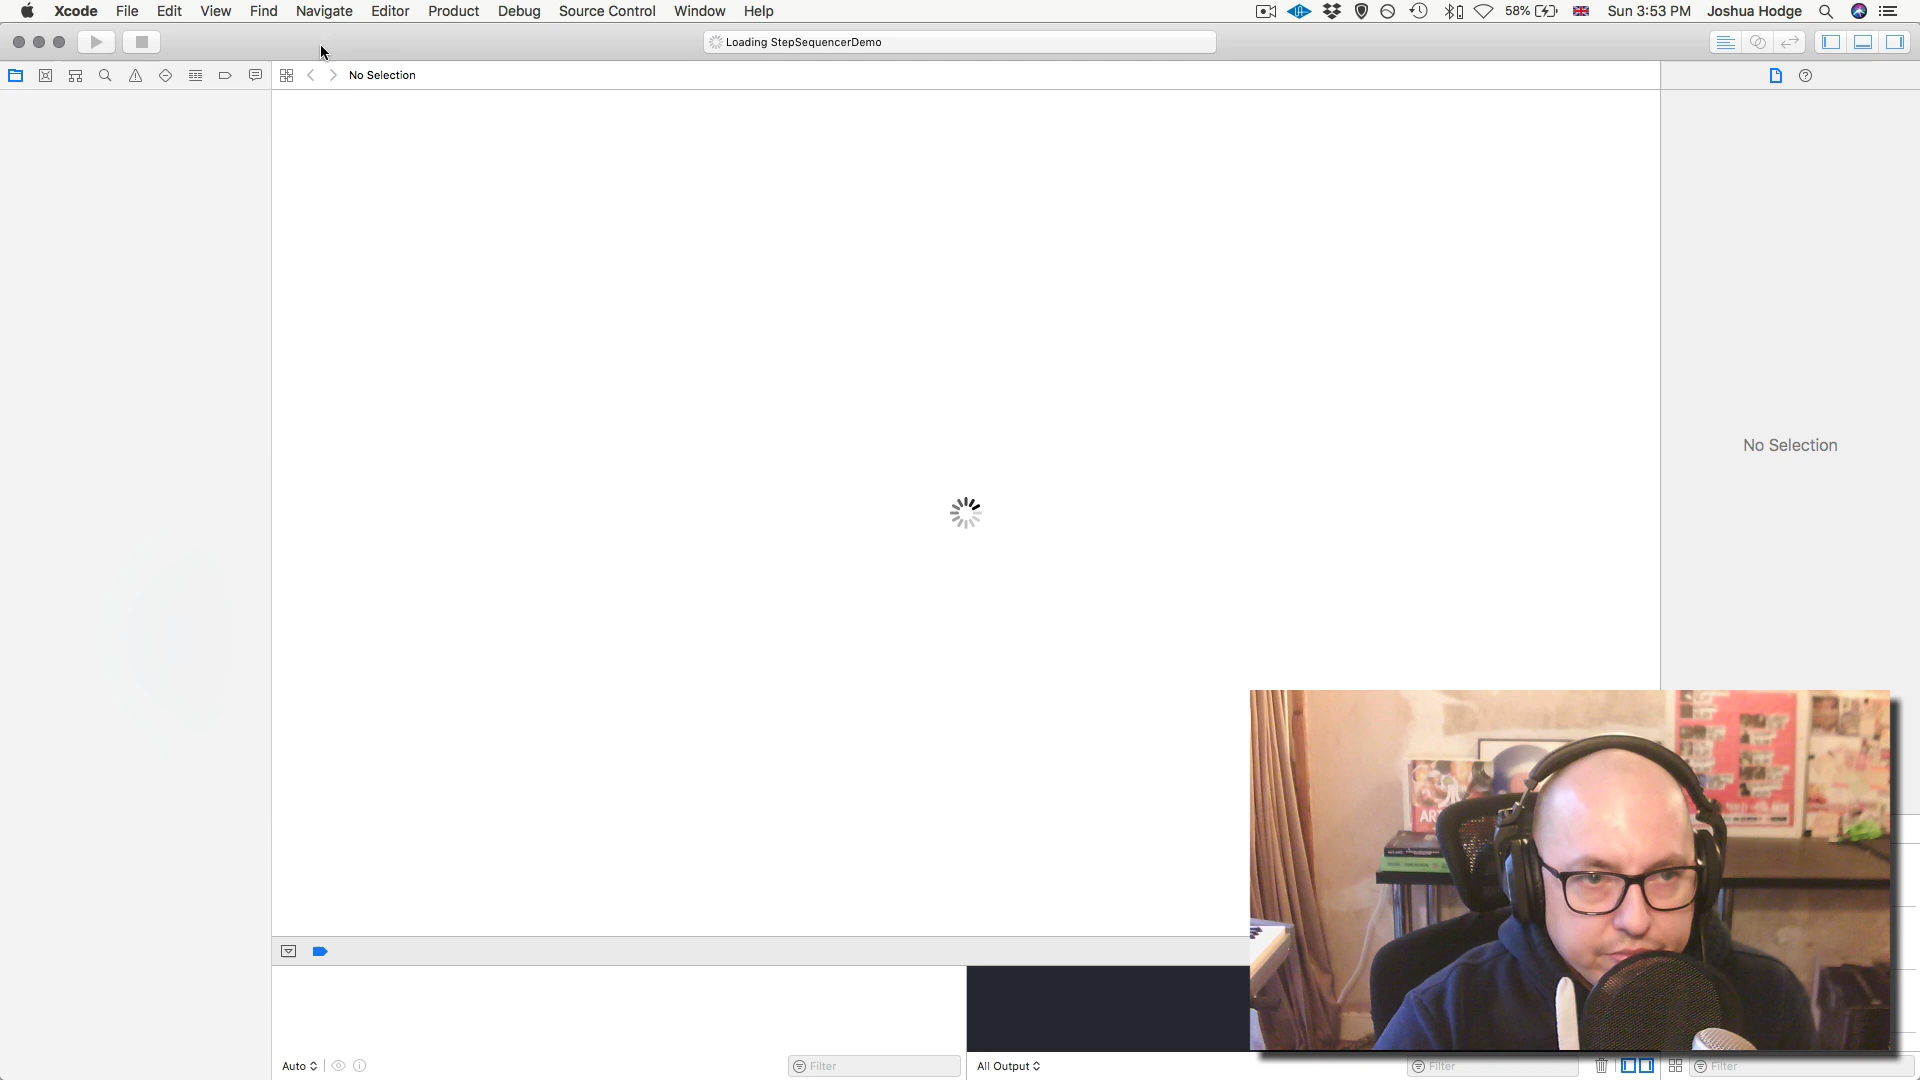 Xcode File Edit View Find Navigate Editor Product Debug Source Control Window Help
58% Sun 3:53 PM Joshua Hodge
Loading StepSequencerDemo
No Selection
No Selection
AR
Auto
Filter
All Output
Filter
Filter